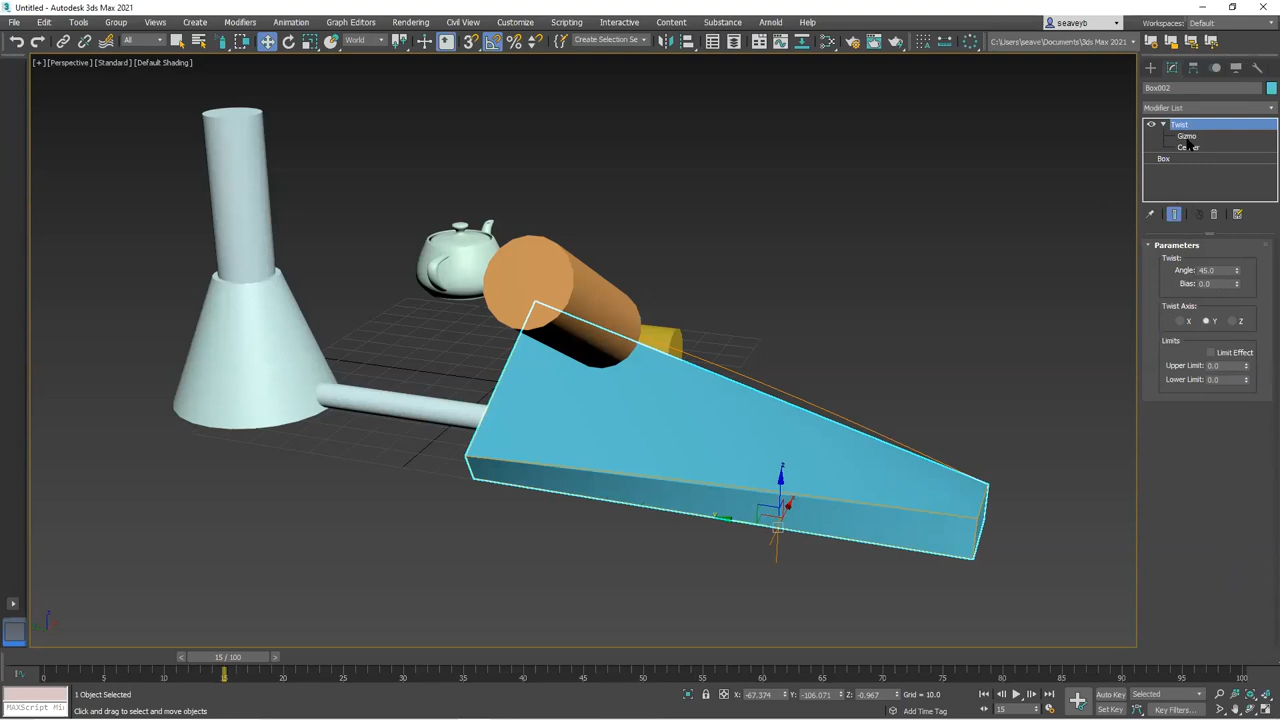 Untitled - Autodesk 3ds Max 2021
File Edit Tools Group Views Create Modifiers Animation Graph Editors Rendering Civil View Customize Scripting Interactive Content Substance Arnold Help
seaveyb
Workspaces: Default
All
World
Create Selection Se
C:\Users\seave\Documents\3ds Max 2021
[+] [Perspective] [Standard] [Default Shading]
Box002
Modifier List
Twist
Gizmo
Box
Parameters
Twist:
Angle: 45.0
Bias: 0.0
Twist Axis:
X Y Z
Limits
Limit Effect
Upper Limit: 0.0
Lower Limit: 0.0
z
y
15 / 100
0 5 10 15 20 25 30 35 40 45 50 55 60 65 70 75 80 85 90 95 100
1 Object Selected
X: -67.374 Y: -106.071 Z: -0.967 Grid = 10.0
Auto Key Selected
MAXScript Mi
Click and drag to select and move objects
Add Time Tag
15
Set Key Key Filters...